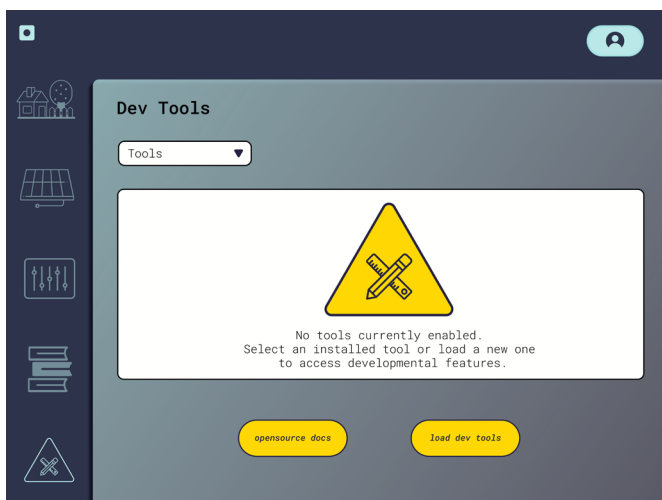 Dev Tools
Tools
No tools currently enabled.
Select an installed tool or load a new one
to access developmental features.
opensource docs
load dev tools